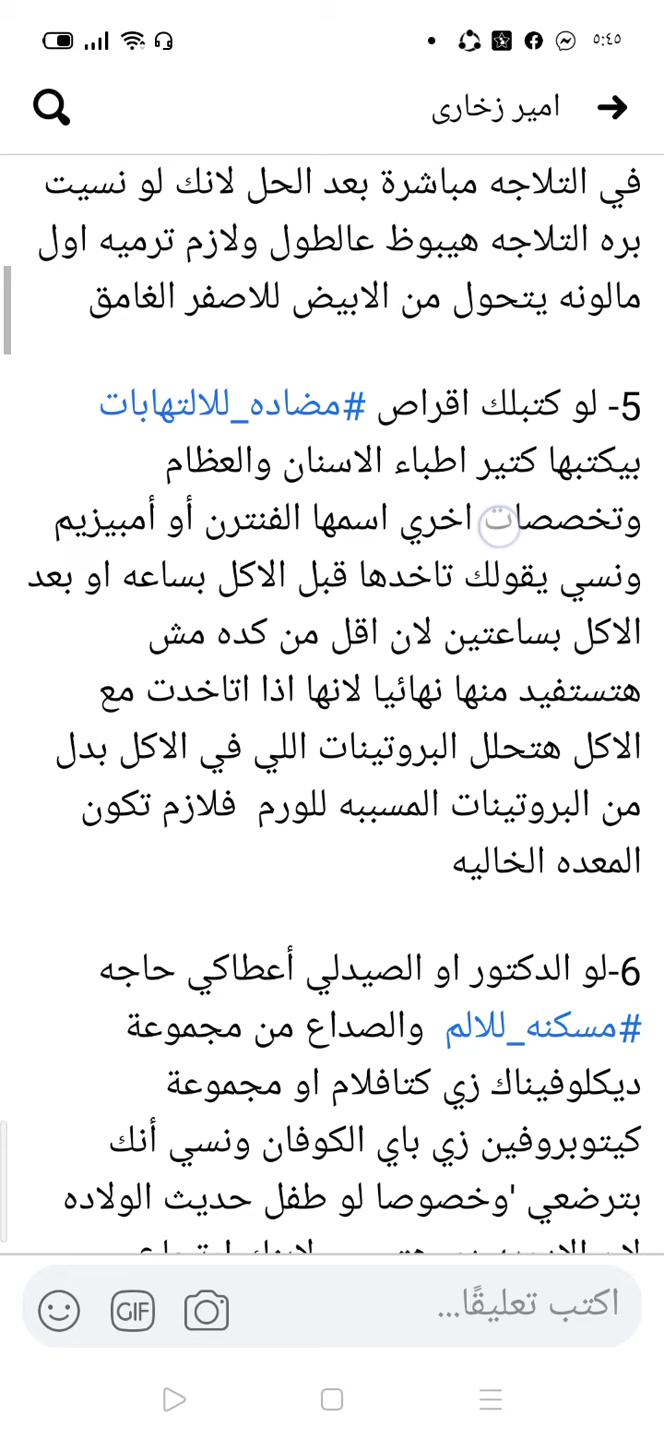 ٥:٤٥
امير زخارى
في التلاجه مباشرة بعد الحل لانك لو نسيت
بره التلاجه هيبوظ عالطول ولازم ترميه اول
مالونه يتحول من الابيض للاصفر الغامق
5- لو كتبلك اقراص #مضاده_للالتهابات
بيكتبها كتير اطباء الاسنان والعظام
وتخصصات اخري اسمها الفنترن أو أمبيزيم
ونسي يقولك تاخدها قبل الاكل بساعه او بعد
الاكل بساعتين لان اقل من كده مش
هتستفيد منها نهائيا لانها اذا اتاخدت مع
الاكل هتحلل البروتينات اللي في الاكل بدل
من البروتينات المسببه للورم فلازم تكون
المعده الخاليه
6-لو الدكتور او الصيدلي أعطاكي حاجه
#مسكنه_للالم والصداع من مجموعة
ديكلوفيناك زي كتافلام او مجموعة
كيتوبروفين زي باي الكوفان ونسي أنك
بترضعي 'وخصوصا لو طفل حديث الولاده
اكتب تعليقًا...
GIF